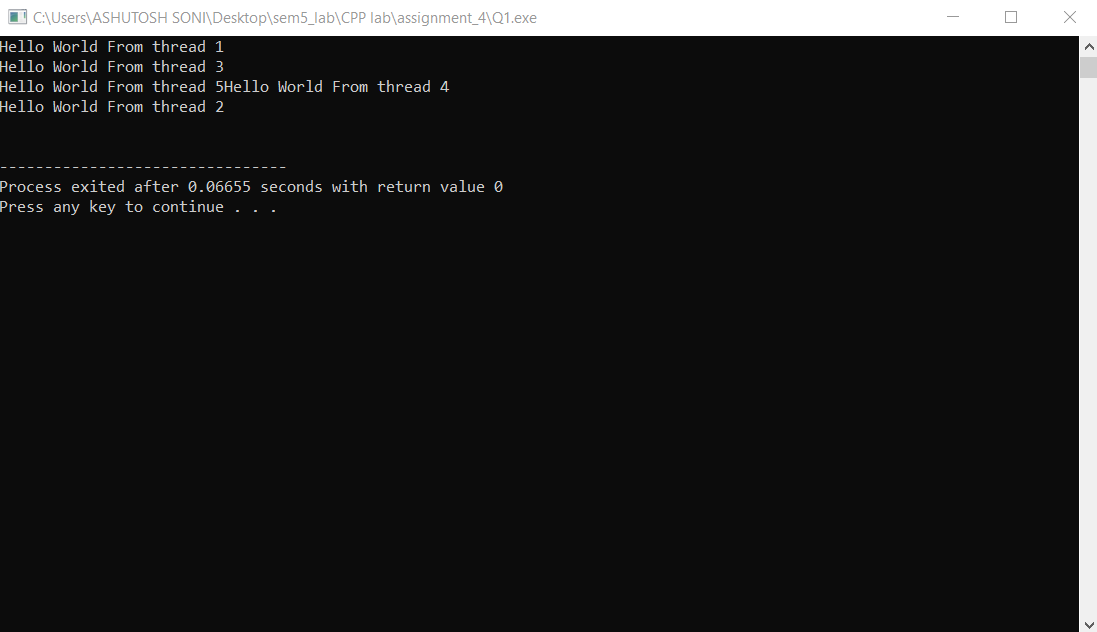 C:\Users\ASHUTOSH SONI\Desktop\sem5_lab\CPP lab\assignment_4\Q1.exe
Hello World From thread 1
Hello World From thread 3
Hello World From thread 5Hello World From thread 4
Hello World From thread 2
--------------------------------
Process exited after 0.06655 seconds with return value 0
Press any key to continue . . .